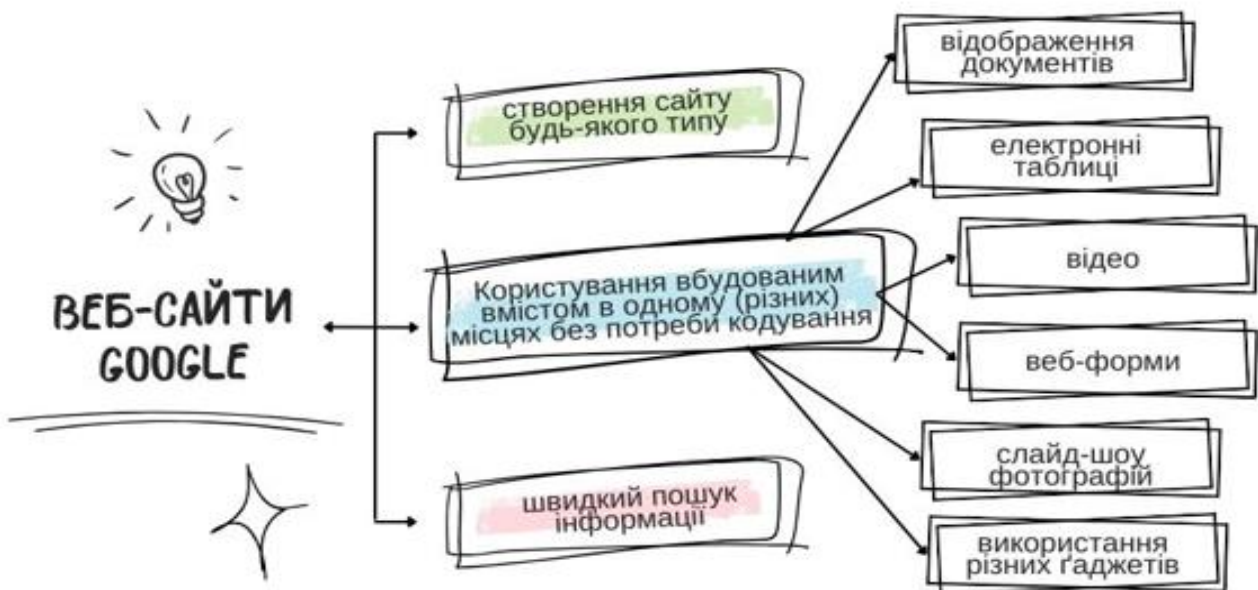 ВЕБ-САЙТИ
GOOGLE
створення сайту
будь-якого типу
Користування вбудованим
вмістом в одному (різних)
місцях без потреби кодування
швидкий пошук
інформації
відображення
документів
електронні
таблиці
відео
веб-форми
слайд-шоу
фотографій
використання
різних ґаджетів